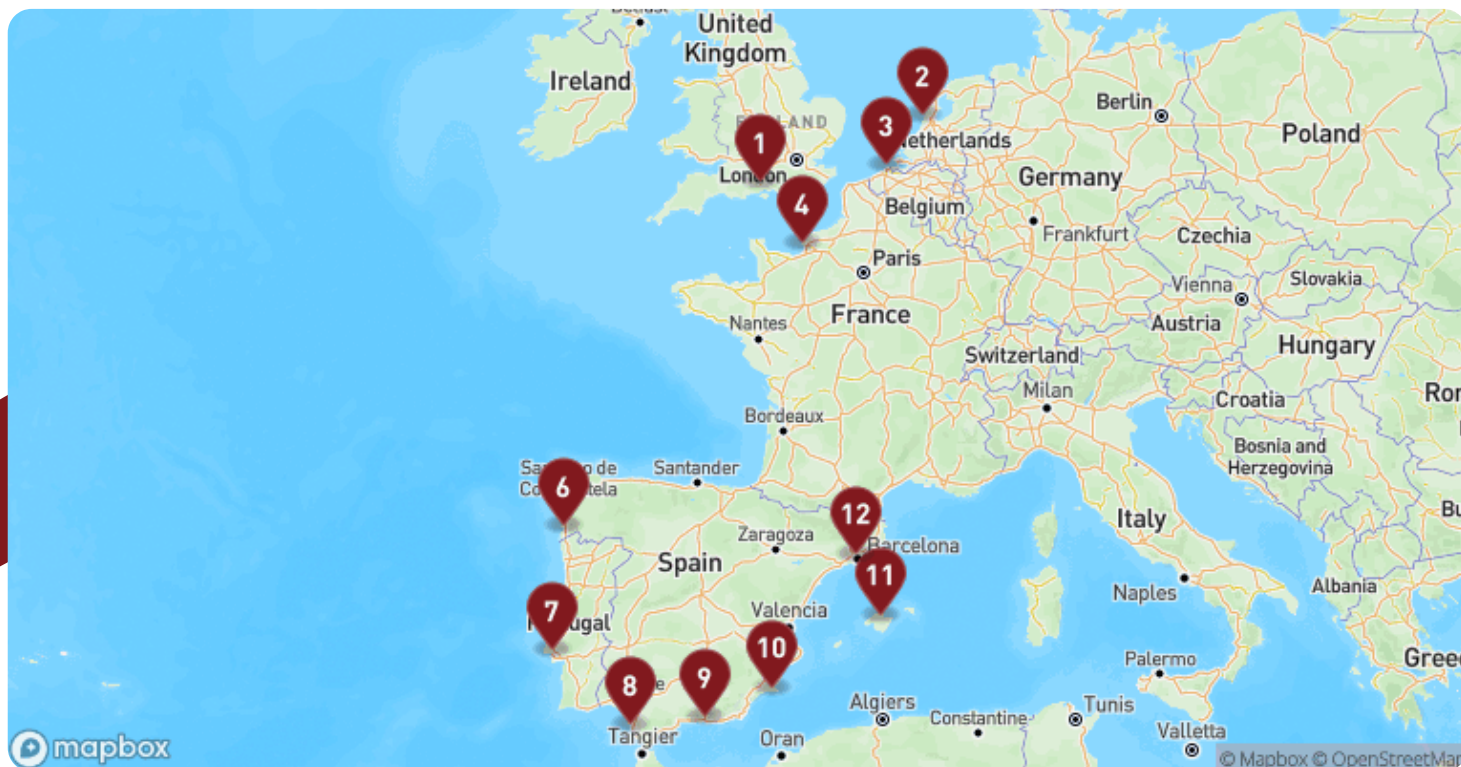 United
Kingdom
Ireland
2
Berlin
1
3
Netherlands
Poland
London
Germany
4
Belgium
Frankfurt
Czechia
Paris
Slovakia
Vienna
France
Nantes
Austria
Hungary
Switzerland
Milan
Croatia
Bordeaux
Bosnia and
Herzegovina
6
Santander
12
Italy
Zaragoza
Barcelona
Spain
11
Naples
Albania
7
Valencia
10
Palermo
8
9
Algiers
Constantine
Tunis
Tangier
Oran
Valletta
mapbox
© Mapbox © OpenStreetMap